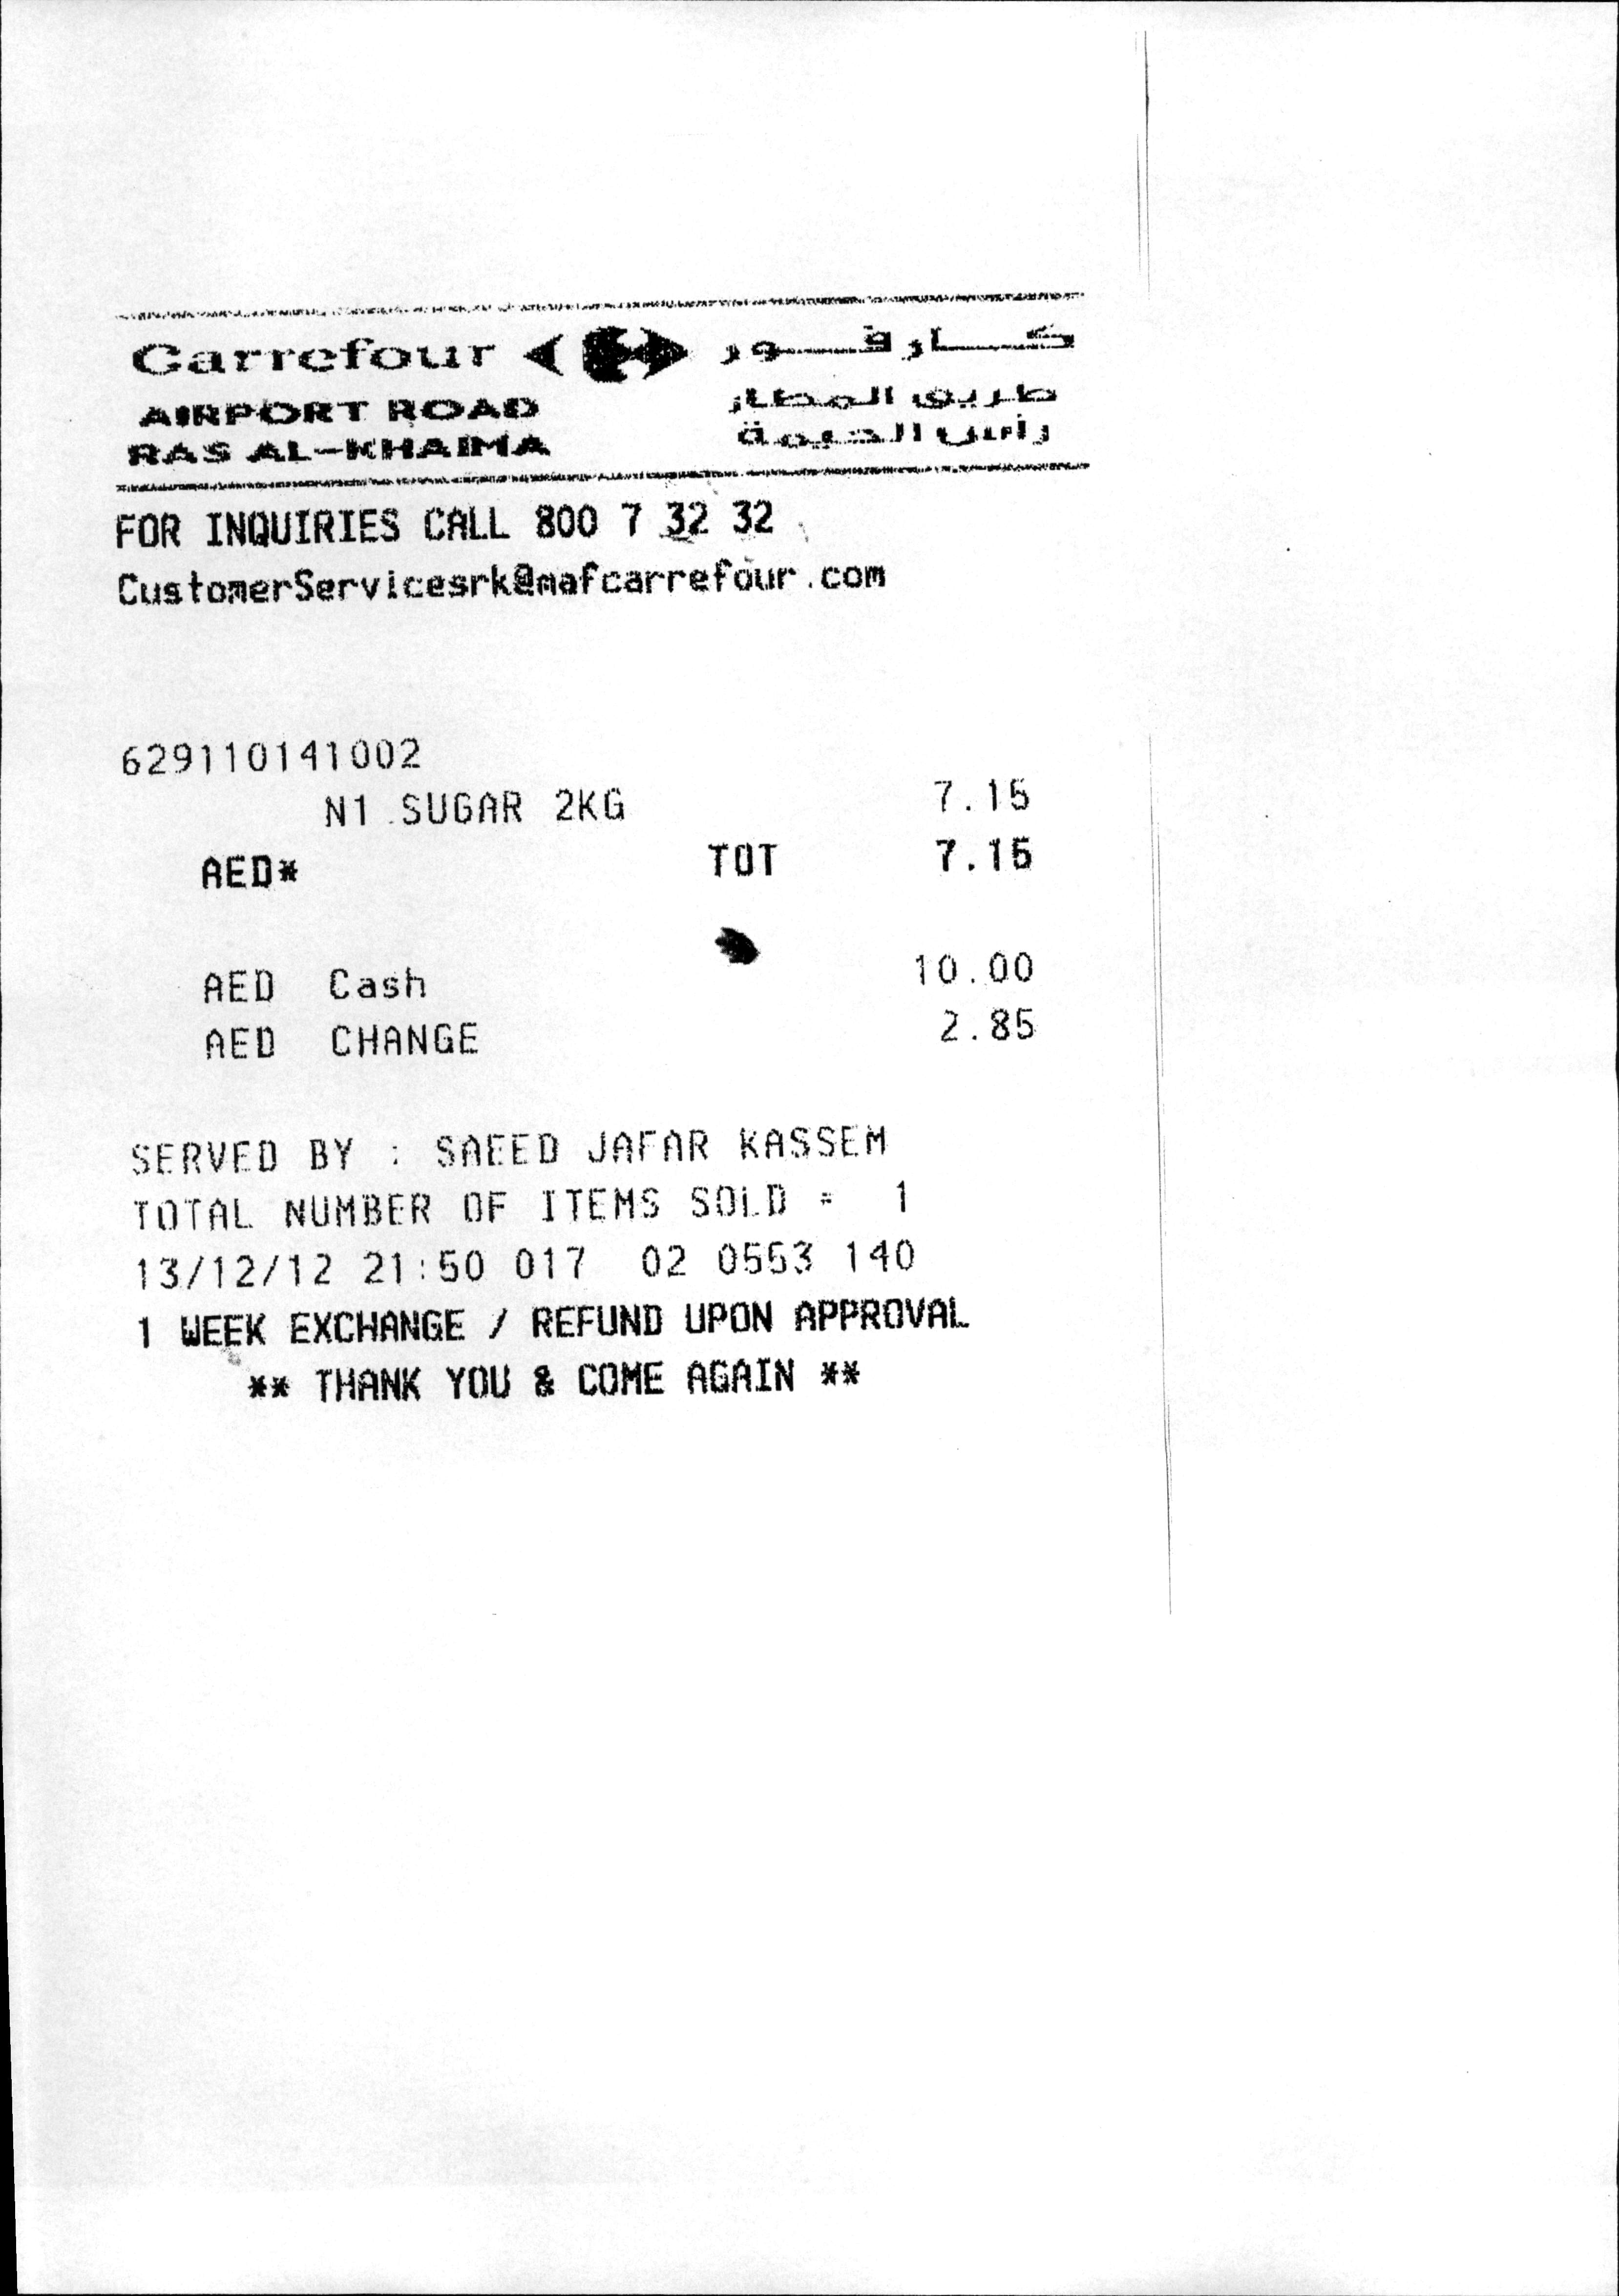 Carrefour كارفور
AIRPORT ROAD طريق المطار
RAS AL-KHAIMA رأس الخيمة
FOR INQUIRIES CALL 800 7 32 32
CustomerServicesrk@mafcarrefour.com
629110141002
N1 SUGAR 2KG 7.15
AED* TOT 7.15
AED Cash 10.00
AED CHANGE 2.85
SERVED BY : SAEED JAFAR KASSEM
TOTAL NUMBER OF ITEMS SOLD = 1
13/12/12 21:50 017 02 0553 140
1 WEEK EXCHANGE / REFUND UPON APPROVAL
** THANK YOU & COME AGAIN **